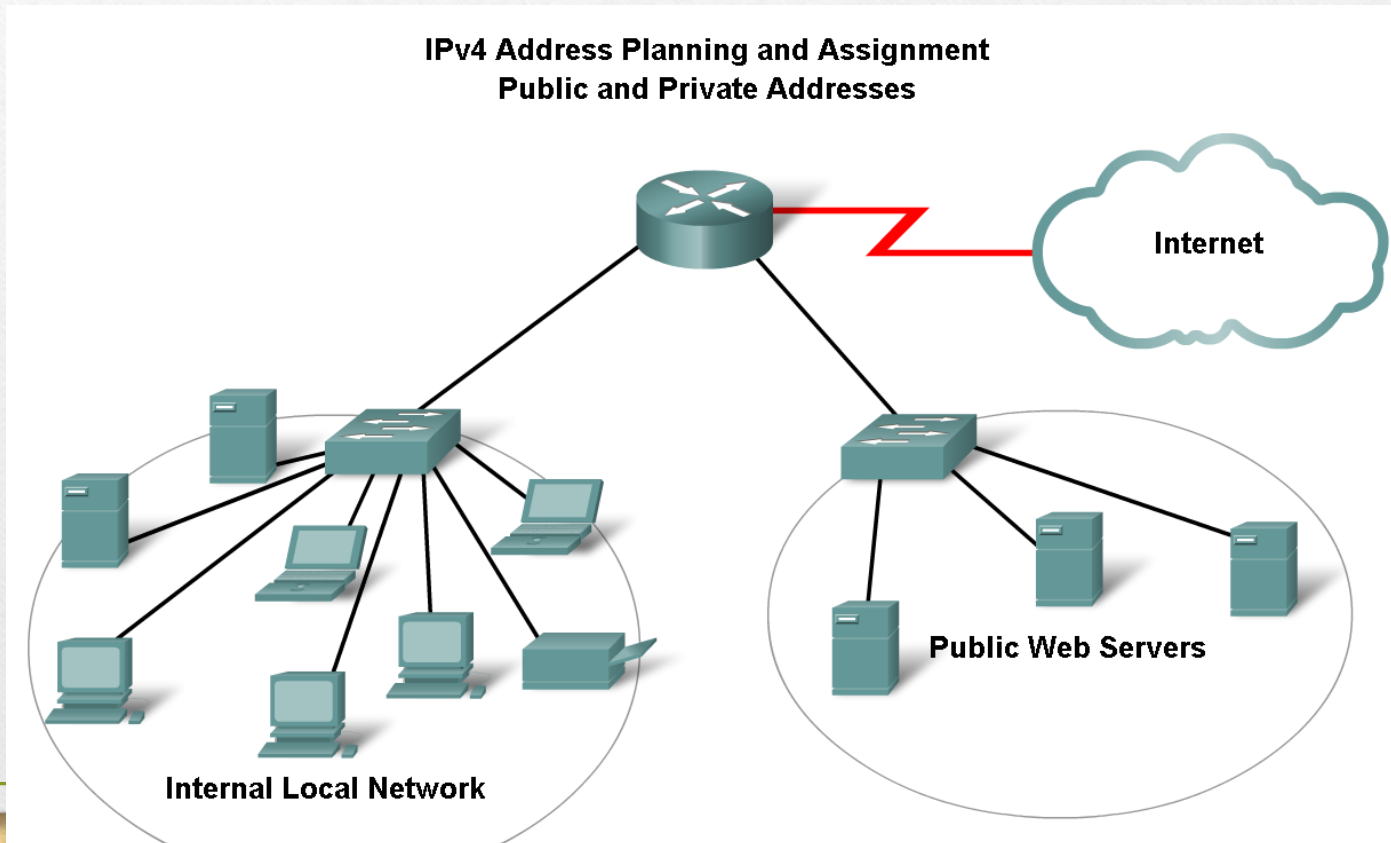 IPv4 Address Planning and Assignment
Public and Private Addresses
Internet
Public Web Servers
Internal Local Network